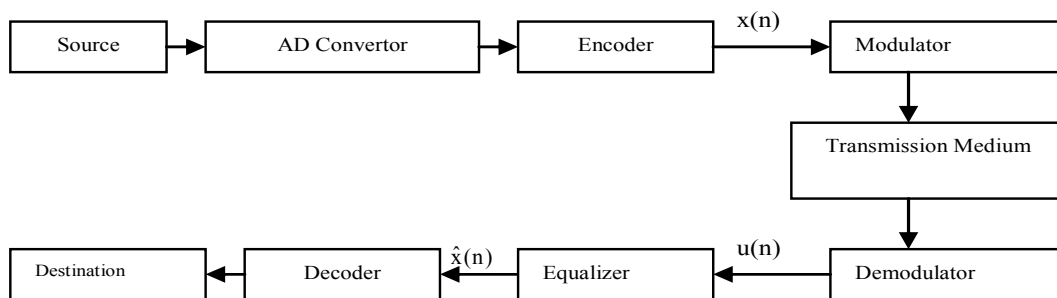 Source
AD Convertor
Encoder
x(n)
Modulator
Transmission Medium
Destination
Decoder
x̂(n)
Equalizer
u(n)
Demodulator